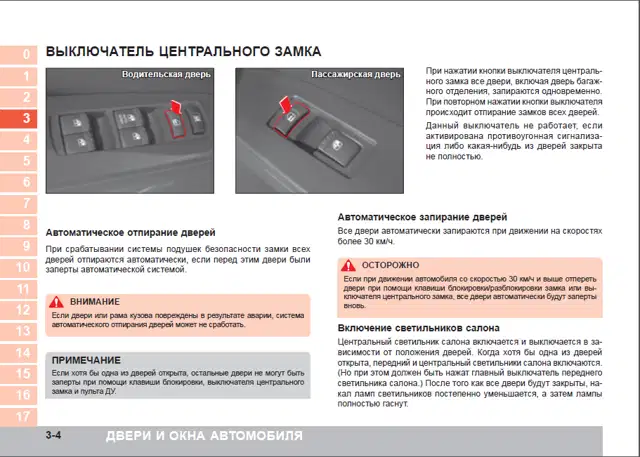 ВЫКЛЮЧАТЕЛЬ ЦЕНТРАЛЬНОГО ЗАМКА
0
1
2
3
4
5
6
7
8
9
10
11
12
13
14
15
16
17
Водительская дверь
Пассажирская дверь
При нажатии кнопки выключателя централь-
ного замка все двери, включая дверь багаж-
ного отделения, запираются одновременно.
При повторном нажатии кнопки выключателя
происходит отпирание замков всех дверей.
Данный выключатель не работает, если
активирована противоугонная сигнализа-
ция либо какая-нибудь из дверей закрыта
не полностью.
Автоматическое отпирание дверей
При срабатывании системы подушек безопасности замки всех
дверей отпираются автоматически, если перед этим двери были
заперты автоматической системой.
ВНИМАНИЕ
Если двери или рама кузова повреждены в результате аварии, система
автоматического отпирания дверей может не сработать.
ПРИМЕЧАНИЕ
Если хотя бы одна из дверей открыта, остальные двери не могут быть
заперты при помощи клавиши блокировки, выключателя центрального
замка и пульта ДУ.
Автоматическое запирание дверей
Все двери автоматически запираются при движении на скоростях
более 30 км/ч.
ОСТОРОЖНО
Если при движении автомобиля со скоростью 30 км/ч и выше отпереть
двери при помощи клавиши блокировки/разблокировки замка или вы-
ключателя центрального замка, все двери автоматически будут заперты
вновь.
Включение светильников салона
Центральный светильник салона включается и выключается в за-
висимости от положения дверей. Когда хотя бы одна из дверей
открыта, передний и центральный светильники салона включаются.
(Но при этом должен быть нажат главный выключатель переднего
светильника салона.) После того как все двери будут закрыты, на-
кал ламп светильников постепенно уменьшается, а затем лампы
полностью гаснут.
3-4
ДВЕРИ И ОКНА АВТОМОБИЛЯ